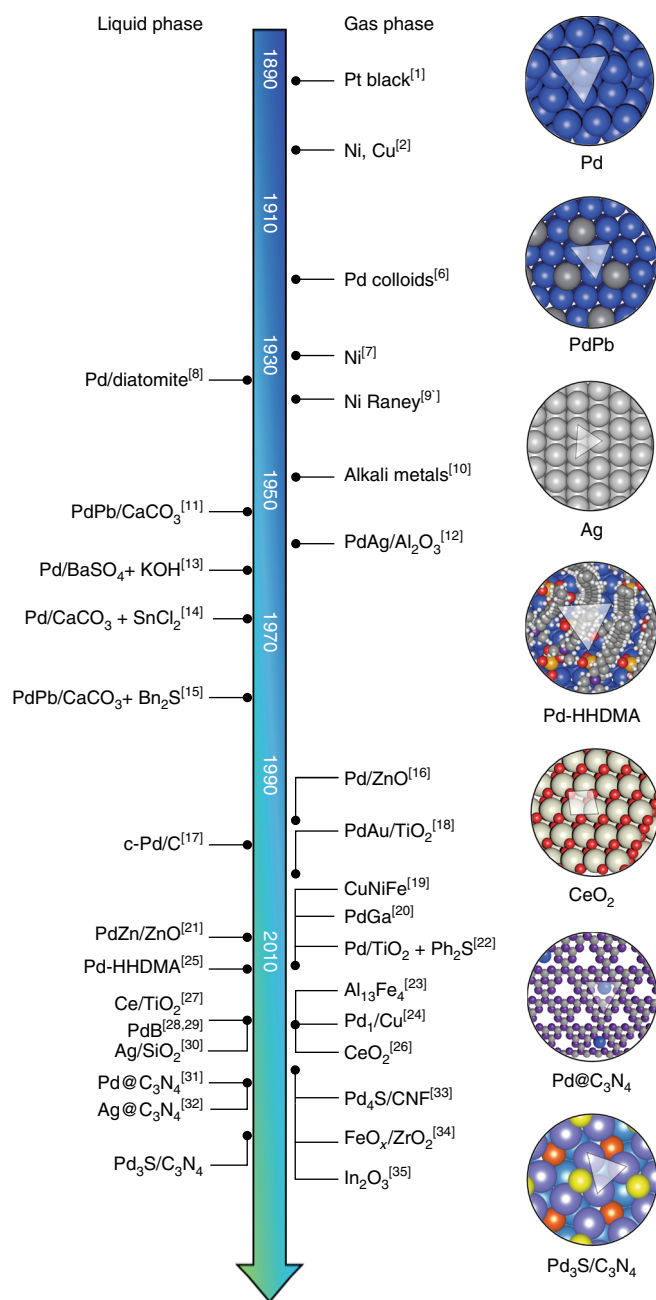 Liquid phase
Gas phase
1890
Pt black[1]
Ni, Cu[2]
1910
Pd colloids[6]
1930
Ni[7]
Pd/diatomite[8]
Ni Raney[9`]
Alkali metals[10]
1950
PdPb/CaCO3[11]
PdAg/Al2O3[12]
Pd/BaSO4+ KOH[13]
Pd/CaCO3 + SnCl2[14]
1970
PdPb/CaCO3+ Bn2S[15]
1990
Pd/ZnO[16]
PdAu/TiO2[18]
c-Pd/C[17]
CuNiFe[19]
PdGa[20]
PdZn/ZnO[21]
2010
Pd/TiO2 + Ph2S[22]
Pd-HHDMA[25]
Al13Fe4[23]
Ce/TiO2[27]
Pd1/Cu[24]
PdB[28,29]
Ag/SiO2[30]
CeO2[26]
Pd@C3N4[31]
Pd4S/CNF[33]
Ag@C3N4[32]
FeOx/ZrO2[34]
Pd3S/C3N4
In2O3[35]
Pd
PdPb
Ag
Pd-HHDMA
CeO2
Pd@C3N4
Pd3S/C3N4